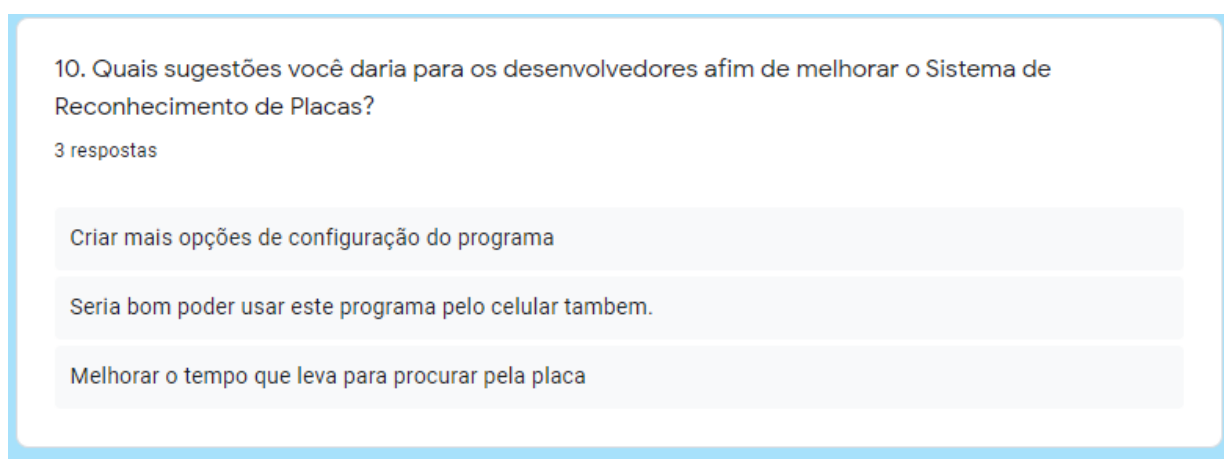 10. Quais sugestões você daria para os desenvolvedores afim de melhorar o Sistema de
Reconhecimento de Placas?
3 respostas
Criar mais opções de configuração do programa
Seria bom poder usar este programa pelo celular tambem.
Melhorar o tempo que leva para procurar pela placa